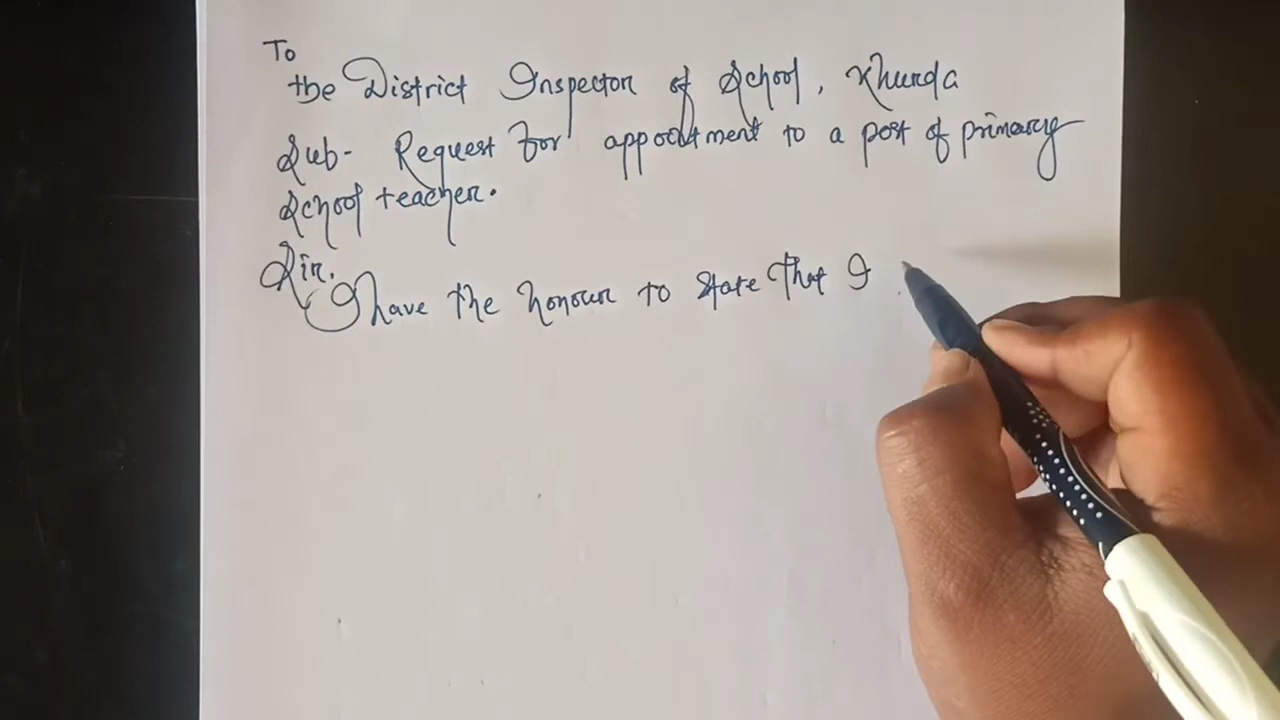 To
the District Inspector of School, Khurda
Sub- Request for appoctment to a post of primary
School teacher.
Sir.
I have the honour to state that I